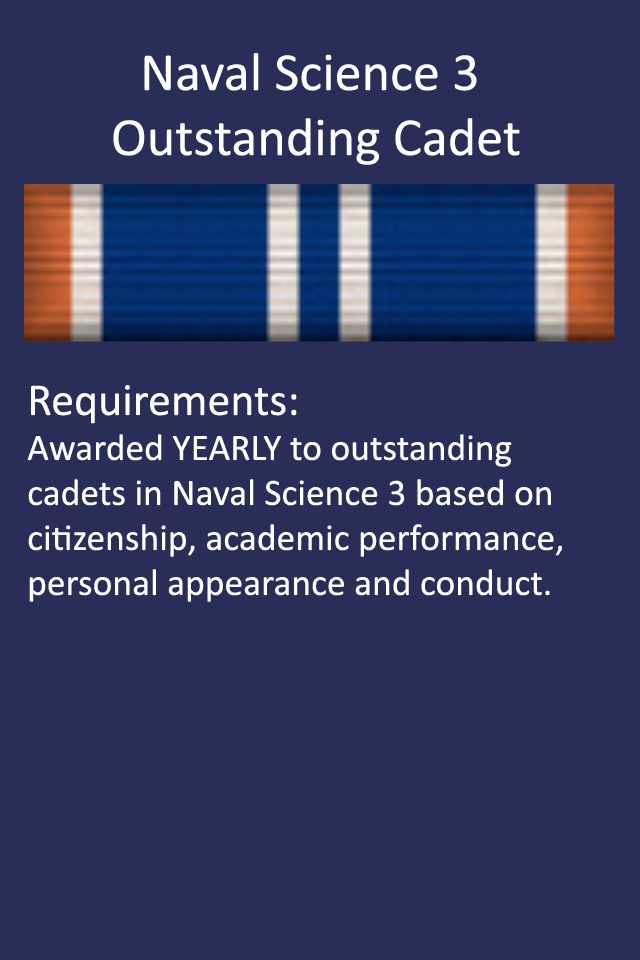 Naval Science 3
Outstanding Cadet
Requirements:
Awarded YEARLY to outstanding
cadets in Naval Science 3 based on
citizenship, academic performance,
personal appearance and conduct.